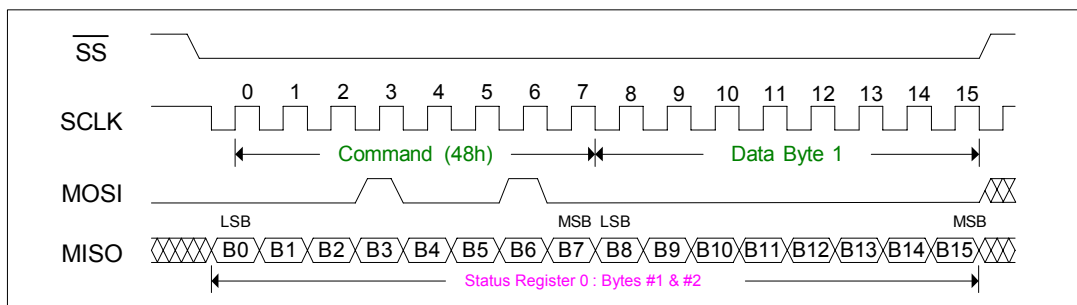 SS
0 1 2 3 4 5 6 7 8 9 10 11 12 13 14 15
SCLK
Command (48h) Data Byte 1
MOSI
LSB MSB LSB MSB
MISO B0 B1 B2 B3 B4 B5 B6 B7 B8 B9 B10 B11 B12 B13 B14 B15
Status Register 0 : Bytes #1 & #2